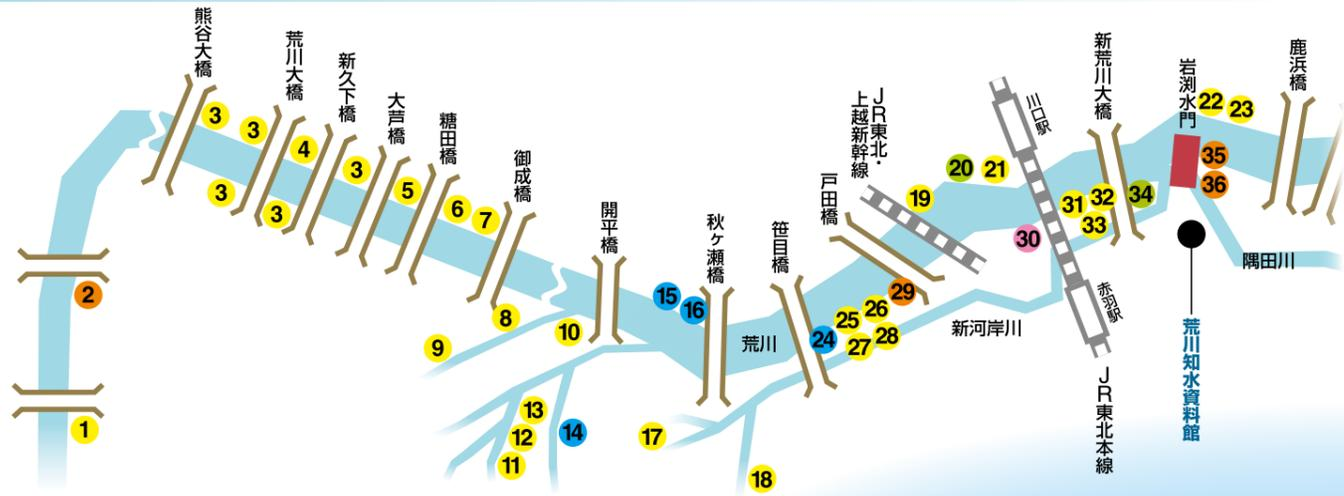 熊谷大橋
荒川大橋
新久下橋
大芦橋
糠田橋
御成橋
開平橋
秋ヶ瀬橋
笹目橋
戸田橋
JR東北・
上越新幹線
川口駅
新荒川大橋
岩渕水門
鹿浜橋
3
3
4
3
3
3
5
6
7
2
1
8
9
10
13
12
11
14
15
16
17
18
荒川
24
25
26
27
28
29
19
20
21
30
31
32
33
34
22
23
35
36
新河岸川
赤羽駅
JR東北本線
隅田川
荒川知水資料館